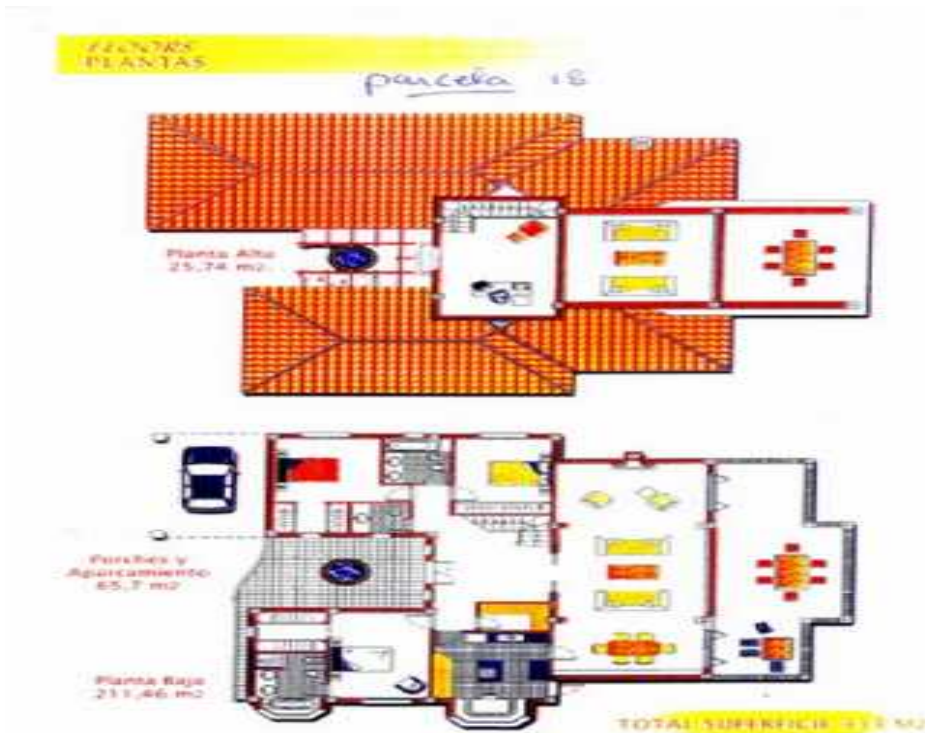 FLOORS
PLANTAS
parcela 18
Planta Alta
25,74 m2
Porches y
Aparcamiento
65,7 m2
Planta Baja
211,46 m2
TOTAL SUPERFICIE M2